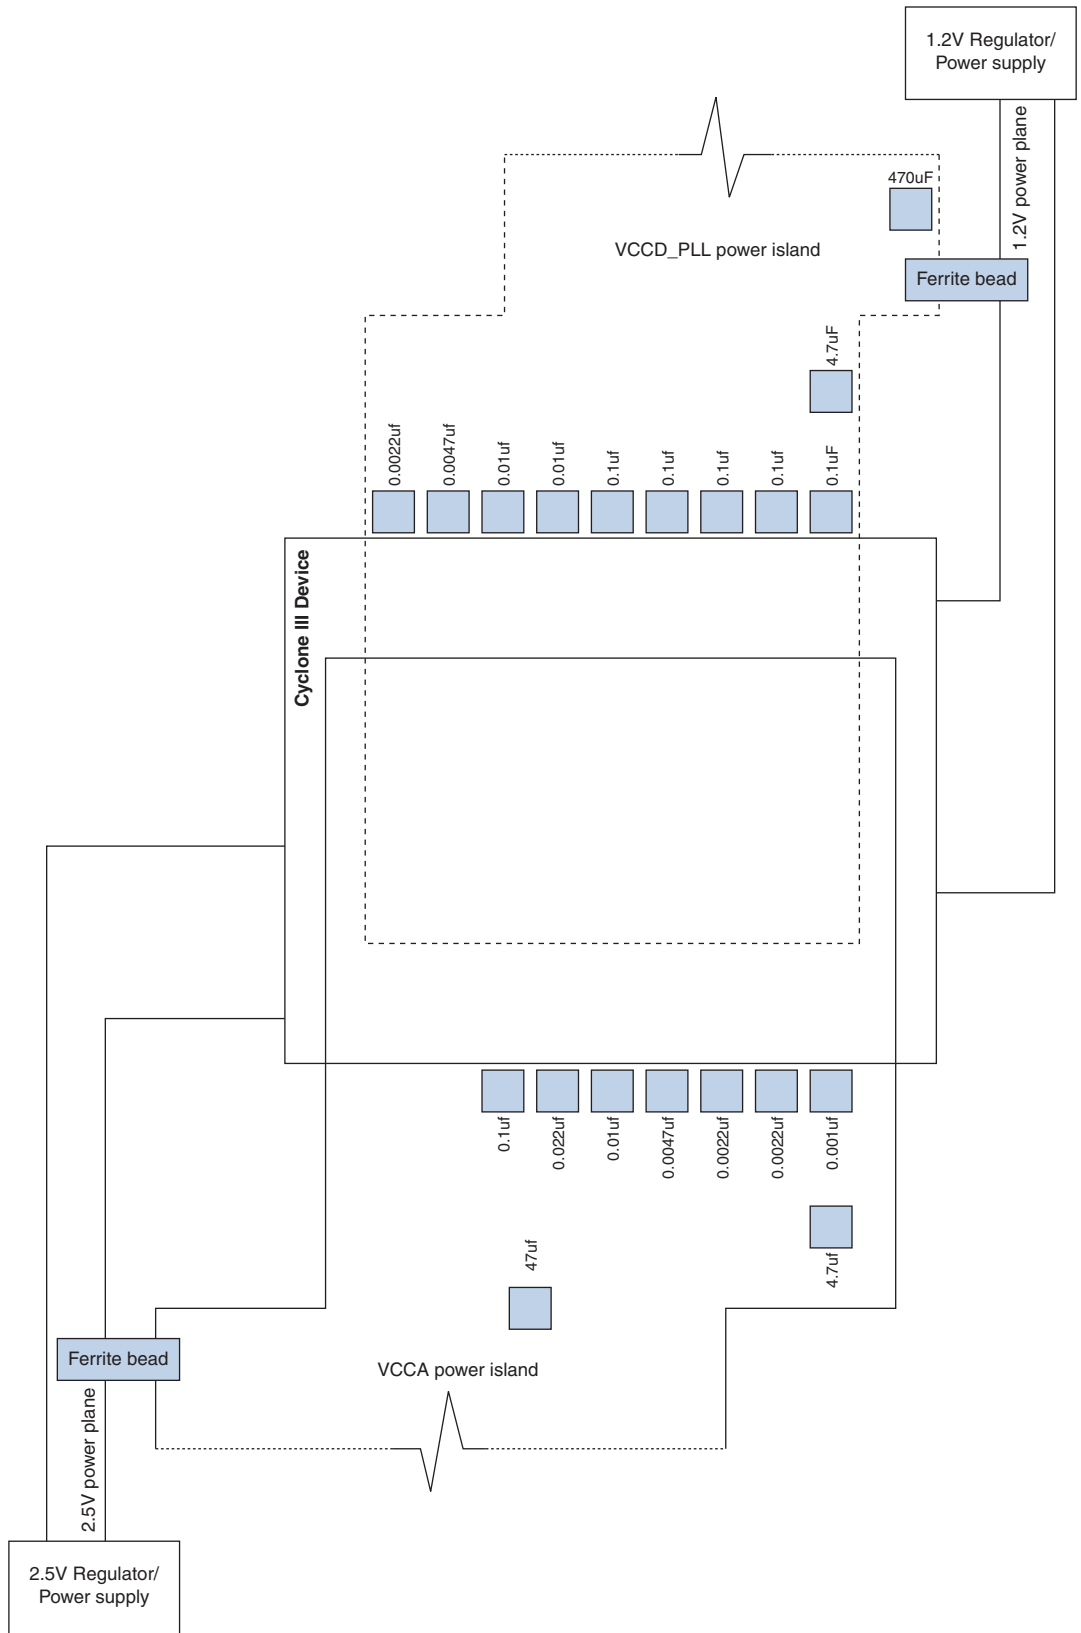 1.2V Regulator/
Power supply
1.2V power plane
470uF
VCCD_PLL power island
Ferrite bead
4.7uF
0.0022uf
0.0047uf
0.01uf
0.01uf
0.1uf
0.1uf
0.1uf
0.1uf
0.1uF
Cyclone III Device
0.1uf
0.022uf
0.01uf
0.0047uf
0.0022uf
0.0022uf
0.001uf
47uf
4.7uf
Ferrite bead
VCCA power island
2.5V power plane
2.5V Regulator/
Power supply